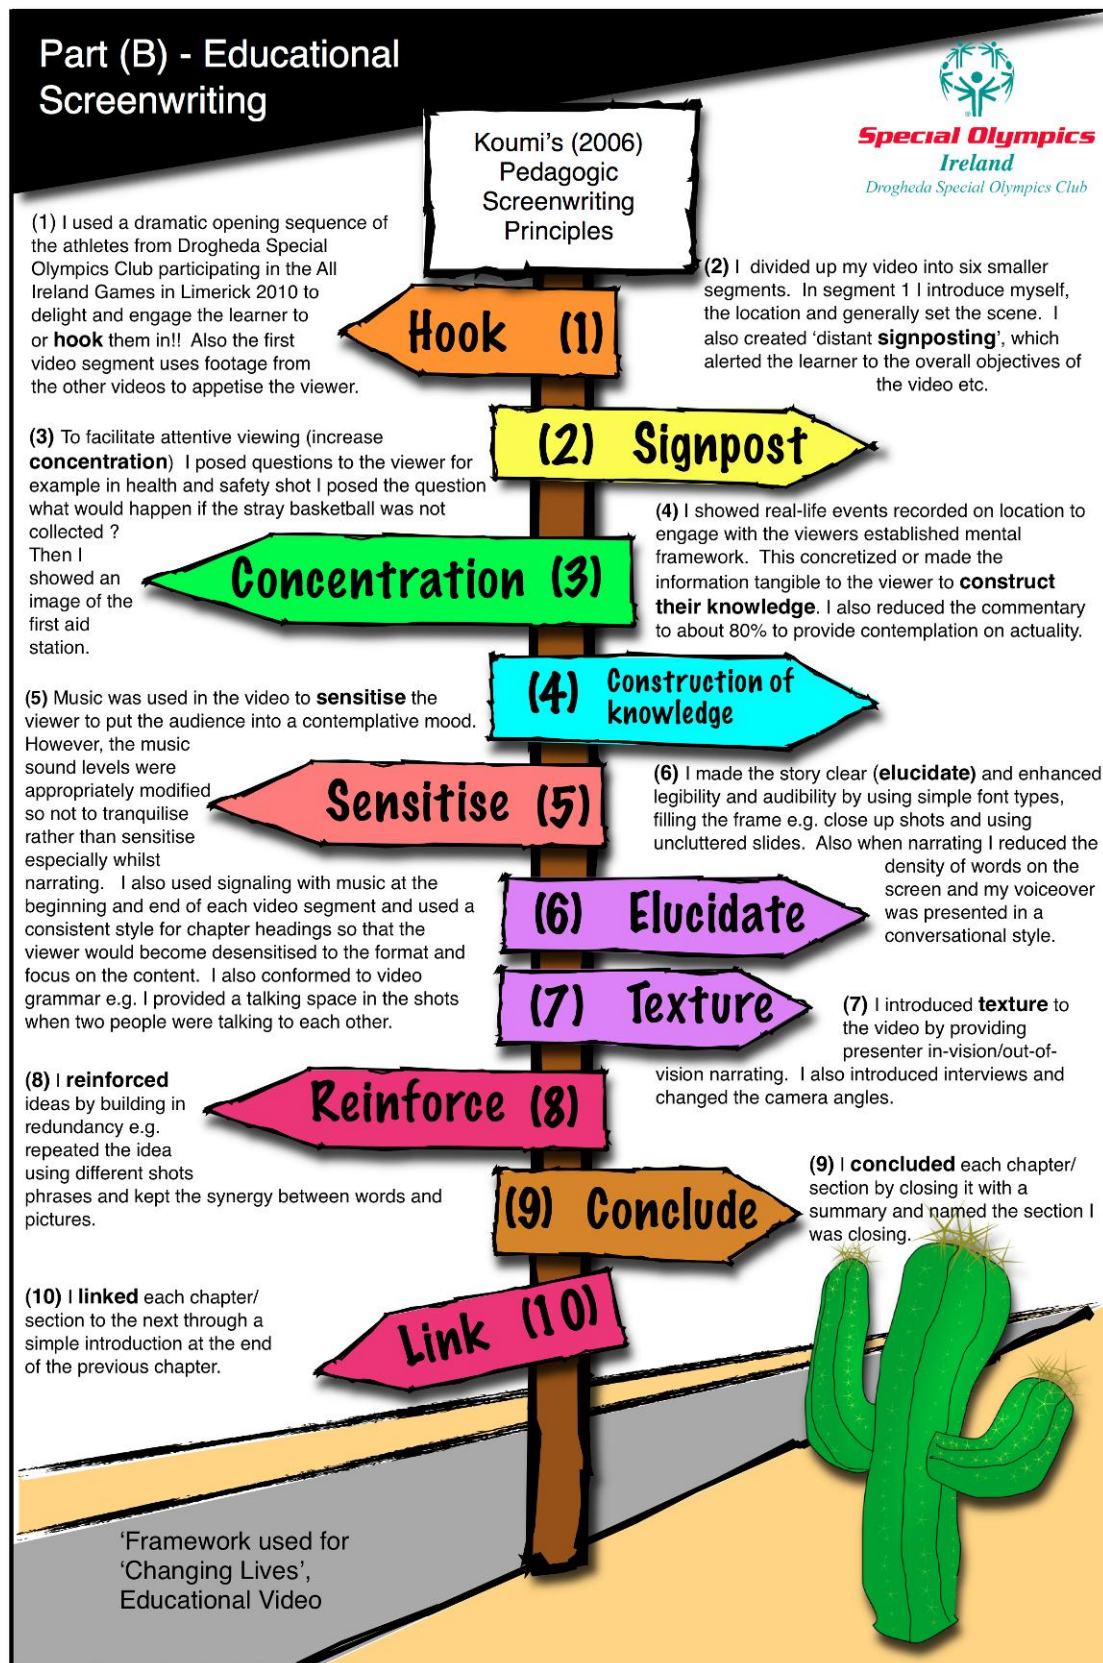 Part (B) - Educational
Screenwriting
Special Olympics
Ireland
Drogheda Special Olympics Club
Koumi's (2006)
Pedagogic
Screenwriting
Principles
(1) I used a dramatic opening sequence of
the athletes from Drogheda Special
Olympics Club participating in the All
Ireland Games in Limerick 2010 to
delight and engage the learner to
or hook them in!! Also the first
video segment uses footage from
the other videos to appetise the viewer.
Hook (1)
(2) I divided up my video into six smaller
segments. In segment 1 I introduce myself,
the location and generally set the scene. I
also created 'distant signposting', which
alerted the learner to the overall objectives of
the video etc.
(2) Signpost
(3) To facilitate attentive viewing (increase
concentration) I posed questions to the viewer for
example in health and safety shot I posed the question
what would happen if the stray basketball was not
collected ?
Then I
showed an
image of the
first aid
station.
Concentration (3)
(4) I showed real-life events recorded on location to
engage with the viewers established mental
framework. This concretized or made the
information tangible to the viewer to construct
their knowledge. I also reduced the commentary
to about 80% to provide contemplation on actuality.
(4) Construction of
knowledge
(5) Music was used in the video to sensitise the
viewer to put the audience into a contemplative mood.
However, the music
sound levels were
appropriately modified
so not to tranquilise
rather than sensitise
especially whilst
narrating. I also used signaling with music at the
beginning and end of each video segment and used a
consistent style for chapter headings so that the
viewer would become desensitised to the format and
focus on the content. I also conformed to video
grammar e.g. I provided a talking space in the shots
when two people were talking to each other.
Sensitise (5)
(6) I made the story clear (elucidate) and enhanced
legibility and audibility by using simple font types,
filling the frame e.g. close up shots and using
uncluttered slides. Also when narrating I reduced the
density of words on the
screen and my voiceover
was presented in a
conversational style.
(6) Elucidate
(7) Texture
(7) I introduced texture to
the video by providing
presenter in-vision/out-of-
vision narrating. I also introduced interviews and
changed the camera angles.
(8) I reinforced
ideas by building in
redundancy e.g.
repeated the idea
using different shots
phrases and kept the synergy between words and
pictures.
Reinforce (8)
(9) I concluded each chapter/
section by closing it with a
summary and named the section I
was closing.
(9) Conclude
(10) I linked each chapter/
section to the next through a
simple introduction at the end
of the previous chapter.
Link (10)
'Framework used for
'Changing Lives',
Educational Video